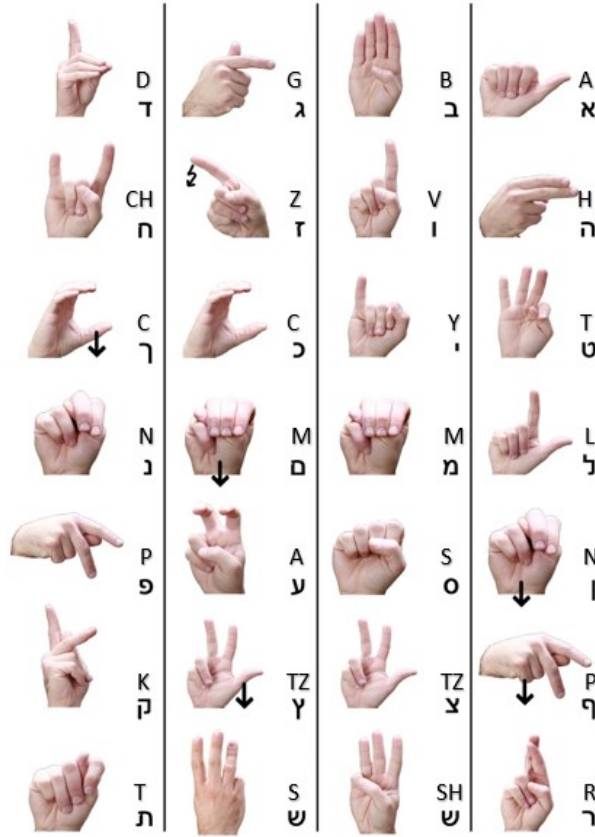 A
א
B
ב
G
ג
D
ד
H
ה
V
ו
Z
ז
CH
ח
T
ט
Y
י
C
כ
C
ך
L
ל
M
מ
M
ם
N
נ
N
ן
S
ס
A
ע
P
פ
P
ף
TZ
צ
TZ
ץ
K
ק
R
ר
SH
ש
S
ש
T
ת